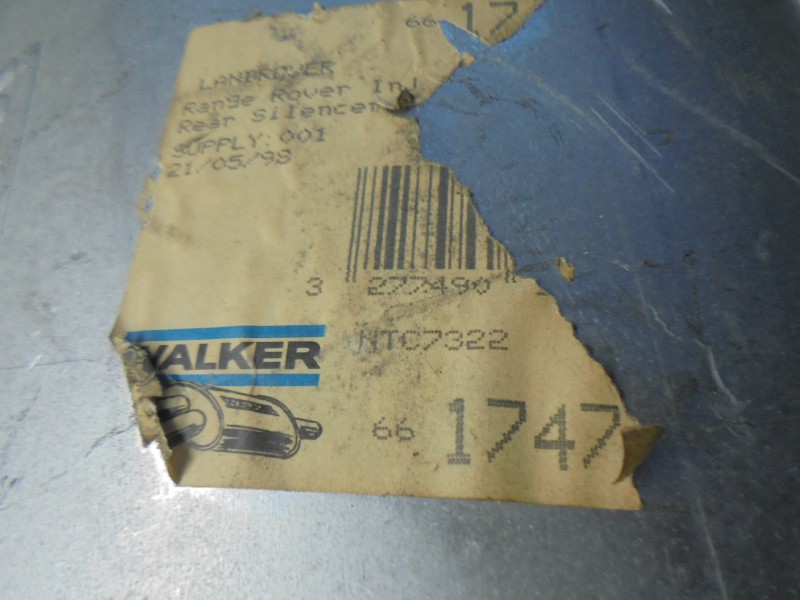 66 17
LANDROVER
Range Rover In
Rear Silencer
SUPPLY: 001
21/05/98
3 277490
WALKER
NTC7322
66 1747